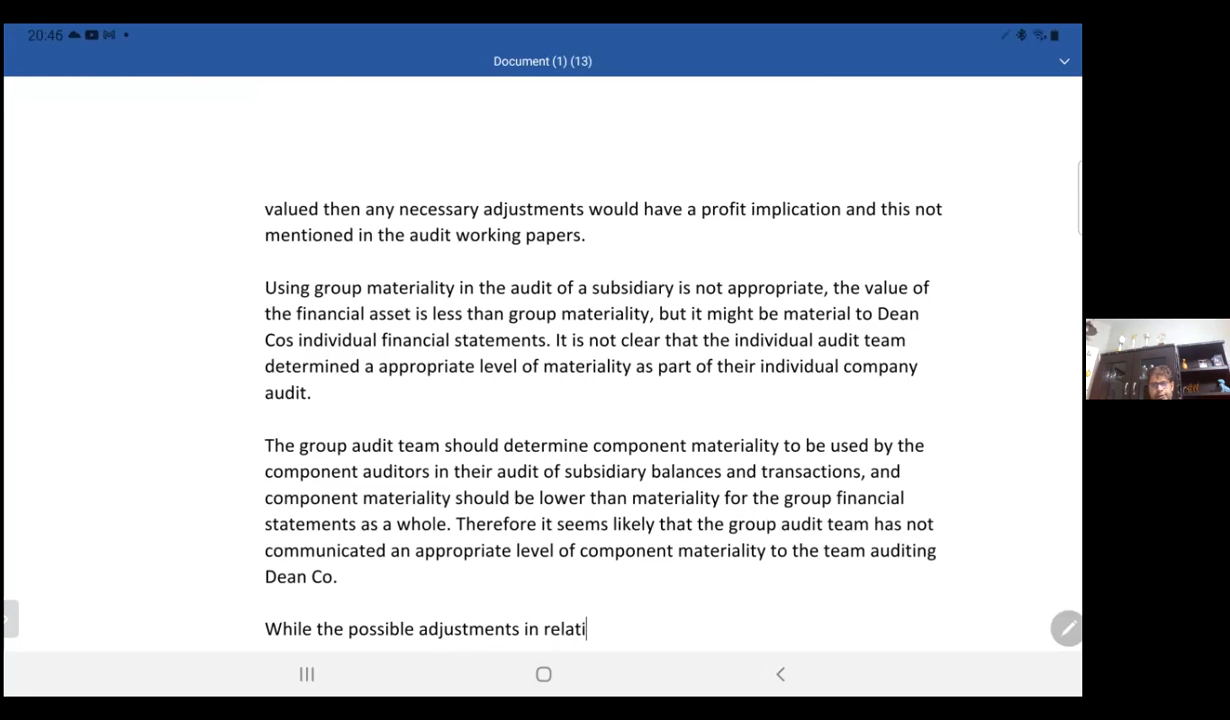 20:46
Document (1) (13)
valued then any necessary adjustments would have a profit implication and this not
mentioned in the audit working papers.
Using group materiality in the audit of a subsidiary is not appropriate, the value of
the financial asset is less than group materiality, but it might be material to Dean
Cos individual financial statements. It is not clear that the individual audit team
determined a appropriate level of materiality as part of their individual company
audit.
The group audit team should determine component materiality to be used by the
component auditors in their audit of subsidiary balances and transactions, and
component materiality should be lower than materiality for the group financial
statements as a whole. Therefore it seems likely that the group audit team has not
communicated an appropriate level of component materiality to the team auditing
Dean Co.
While the possible adjustments in relati